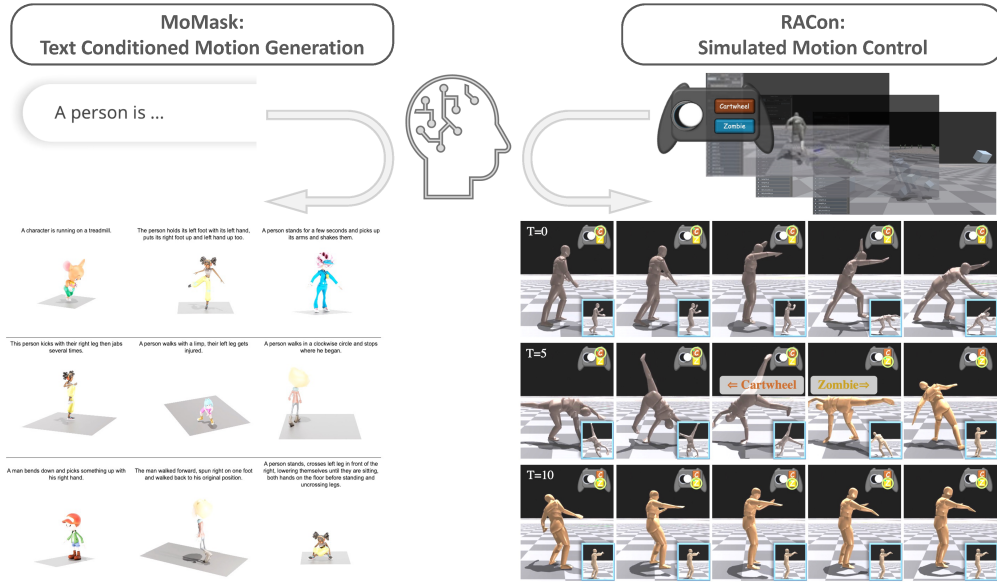 MoMask:
Text Conditioned Motion Generation
RACon:
Simulated Motion Control
A person is ...
Cartwheel
Zombie
A character is running on a treadmill.
The person holds its left foot with its left hand,
puts its right foot up and left hand up too.
A person stands for a few seconds and picks up
its arms and shakes them.
This person kicks with their right leg then jabs
several times.
A person walks with a limp, their left leg gets
injured.
A person walks in a clockwise circle and stops
where he began.
A man bends down and picks something up with
his right hand.
The man walked forward, spun right on one foot
and walked back to his original position.
A person stands, crosses left leg in front of the
right, lowering themselves until they are sitting,
both hands on the floor before standing and
uncrossing legs.
T=0
T=5
⇐ Cartwheel
Zombie⇒
T=10